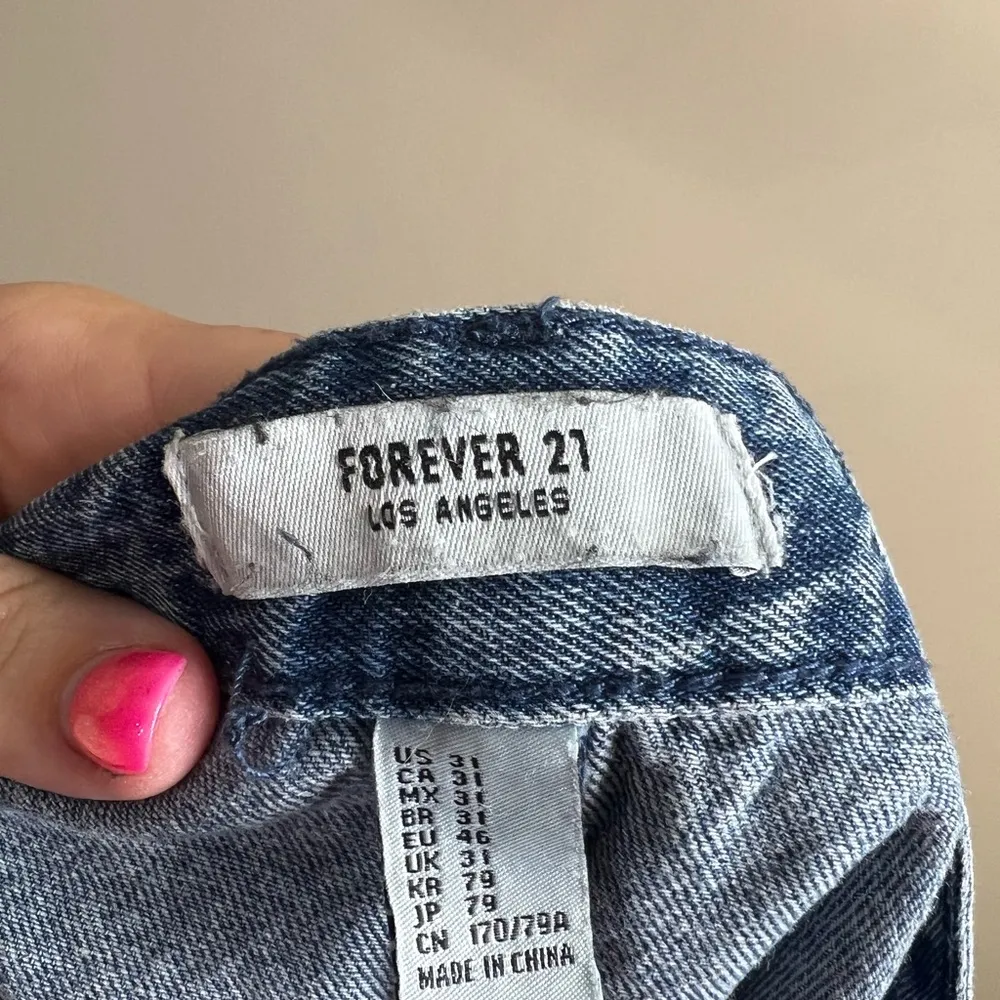 FOREVER 21
LOS ANGELES
US 31
CA 31
MX 31
BR 31
EU 46
UK 31
KR 79
JP 79
CN 170/79A
MADE IN CHINA